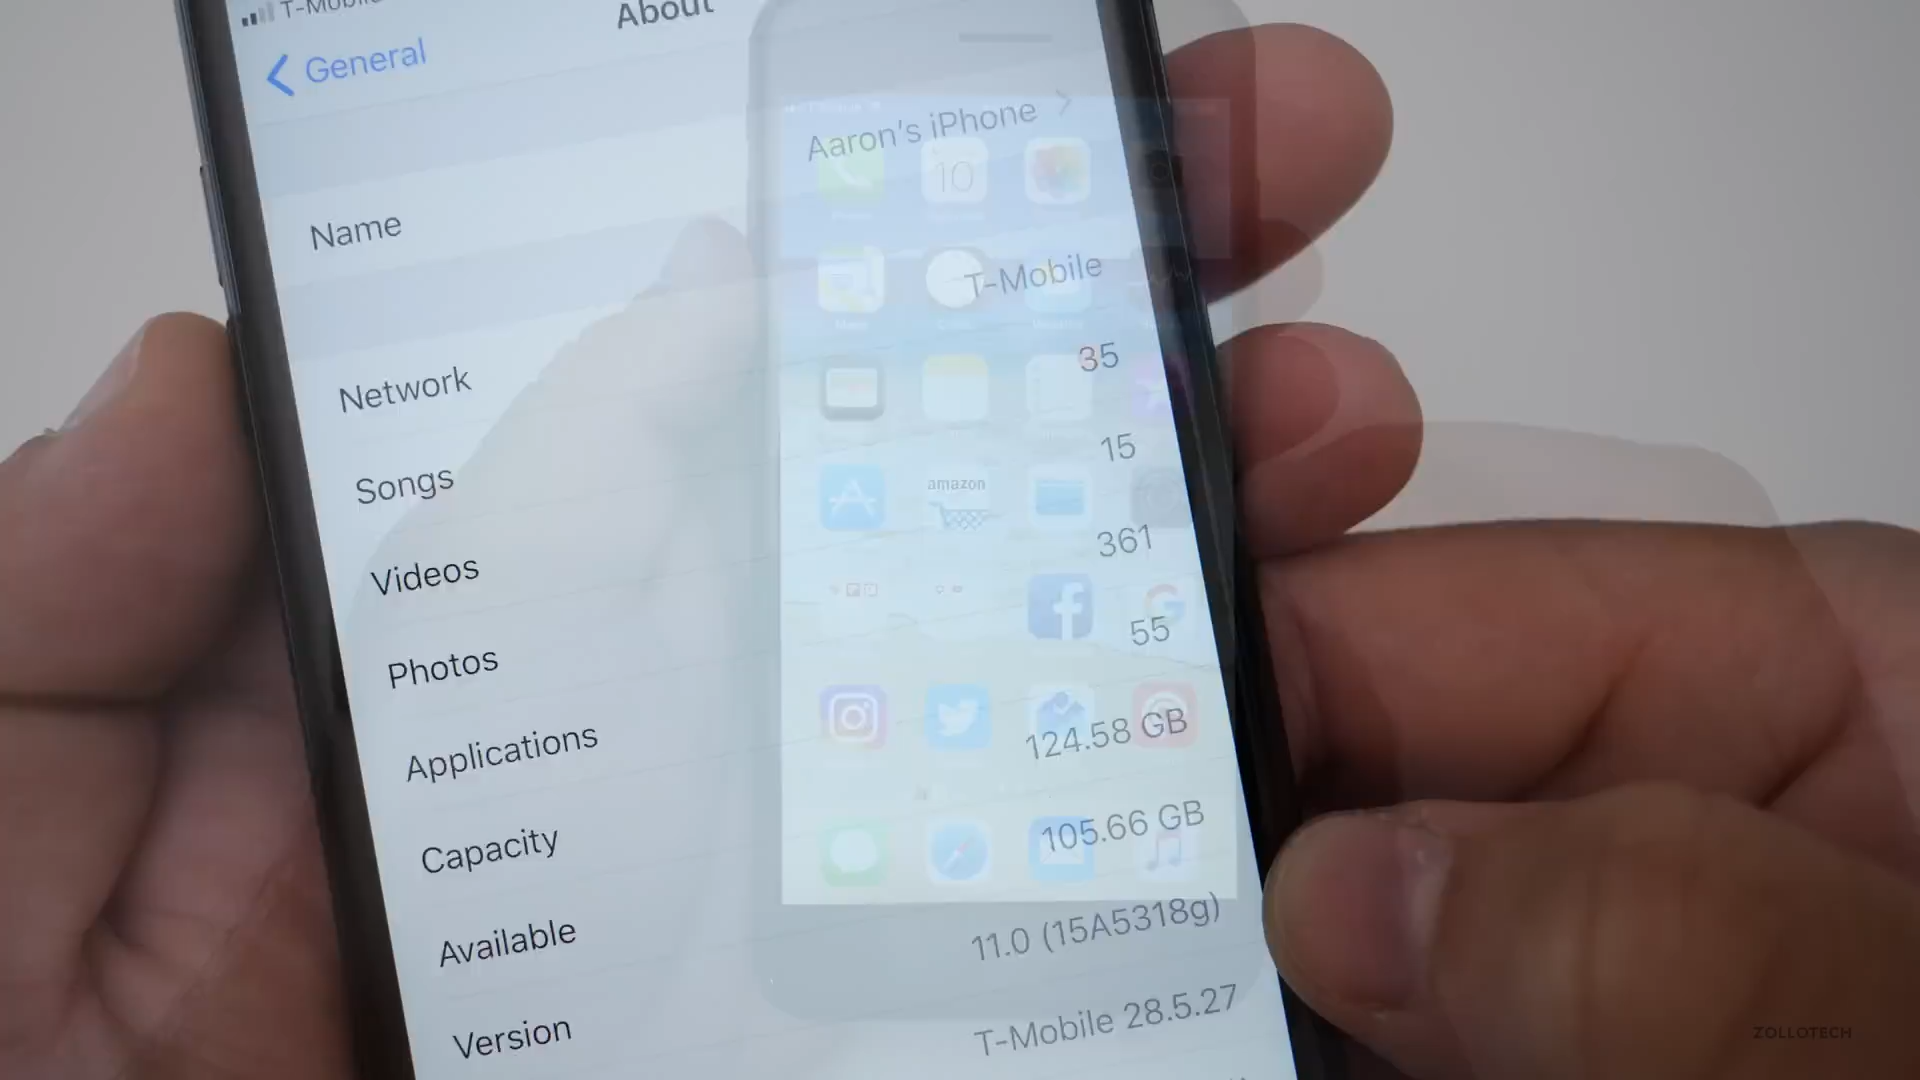 T-Mobile
About
General
Aaron's iPhone
Name
T-Mobile
Network
35
Songs
15
Videos
361
Photos
55
Applications
124.58 GB
Capacity
105.66 GB
Available
11.0 (15A5318g)
Version
T-Mobile 28.5.27
10
amazon
ZOLLOTECH